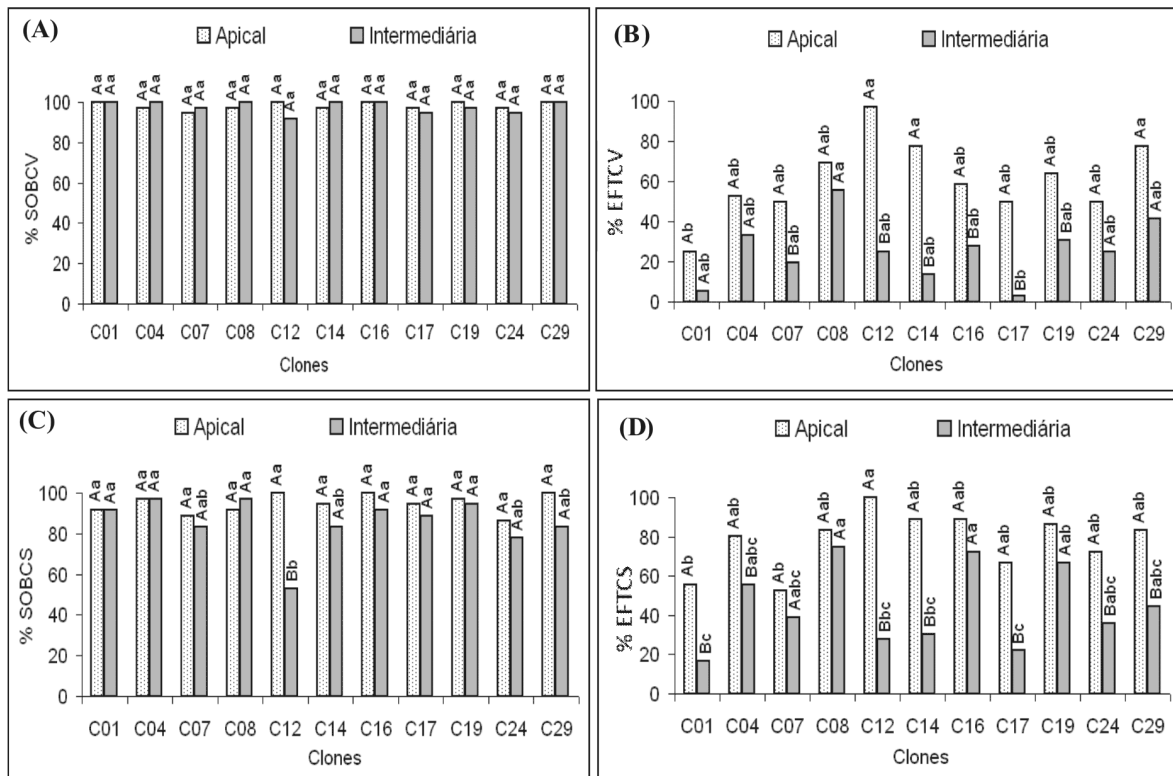 (A)
Apical Intermediária
% SOBCV
Aa Aa Aa Aa Aa Aa Aa Aa Aa Aa Aa Aa Aa Aa Aa Aa Aa Aa Aa Aa Aa Aa
100
80
60
40
20
0
C01 C04 C07 C08 C12 C14 C16 C17 C19 C24 C29
Clones
(B)
Apical Intermediária
% EFTCV
Ab Aab Aab Aab Aab Bab Aab Aa Aa Bab Aa Bab Aab Bab Aab Bb Aab Bab Aab Aab Aa Aab
100
80
60
40
20
0
C01 C04 C07 C08 C12 C14 C16 C17 C19 C24 C29
Clones
(C)
Apical Intermediária
% SOBCS
Aa Aa Aa Aa Aa Aab Aa Aa Aa Bb Aa Aab Aa Aa Aa Aa Aa Aa Aa Aab Aa Aab
100
80
60
40
20
0
C01 C04 C07 C08 C12 C14 C16 C17 C19 C24 C29
Clones
(D)
Apical Intermediária
% EFTCS
Ab Bc Aab Babc Ab Aabc Aab Aa Aa Bbc Aab Bbc Aab Aa Aab Bc Aab Aab Aab Babc Aab Babc
100
80
60
40
20
0
C01 C04 C07 C08 C12 C14 C16 C17 C19 C24 C29
Clones